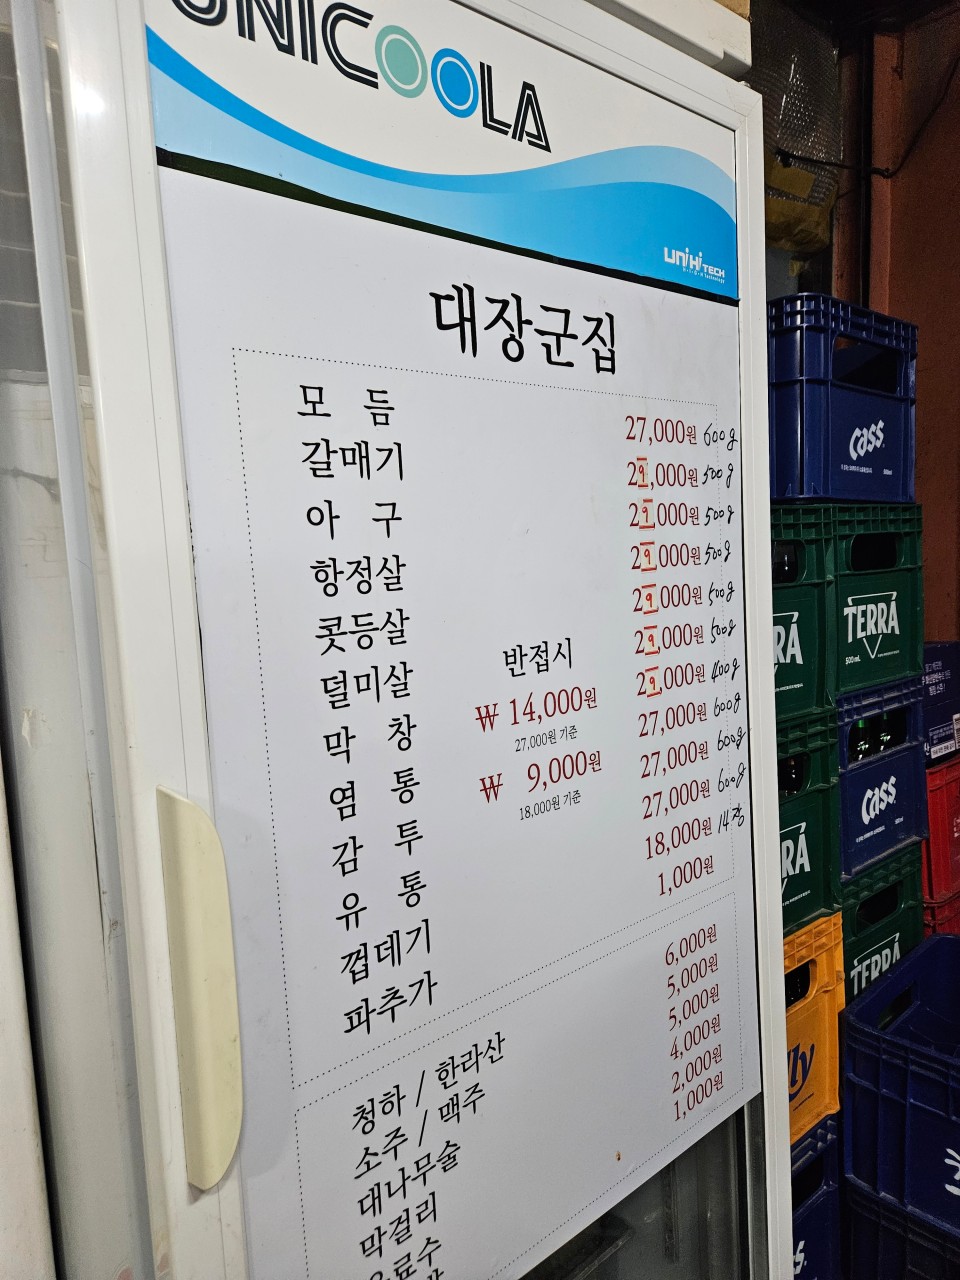 UNICOOLA
UniHiTECH
대장군집
모 듬 27,000원 600g
갈매기 29,000원 500g
아 구 29,000원 500g
항정살 29,000원 500g
콧등살 29,000원 500g
덜미살 29,000원 500g
막 창 29,000원 400g
염 통 27,000원 600g
감 투 27,000원 600g
유 통 27,000원 600g
껍데기 18,000원 14장
파추가 1,000원
반접시
₩ 14,000원
27,000원 기준
₩ 9,000원
18,000원 기준
청하 / 한라산 6,000원
소주 / 맥주 5,000원
대나무술 5,000원
막걸리 4,000원
음료수 2,000원
1,000원
Cass
TERRA
500 mL
RA
Cass
RA
TERRA
lly